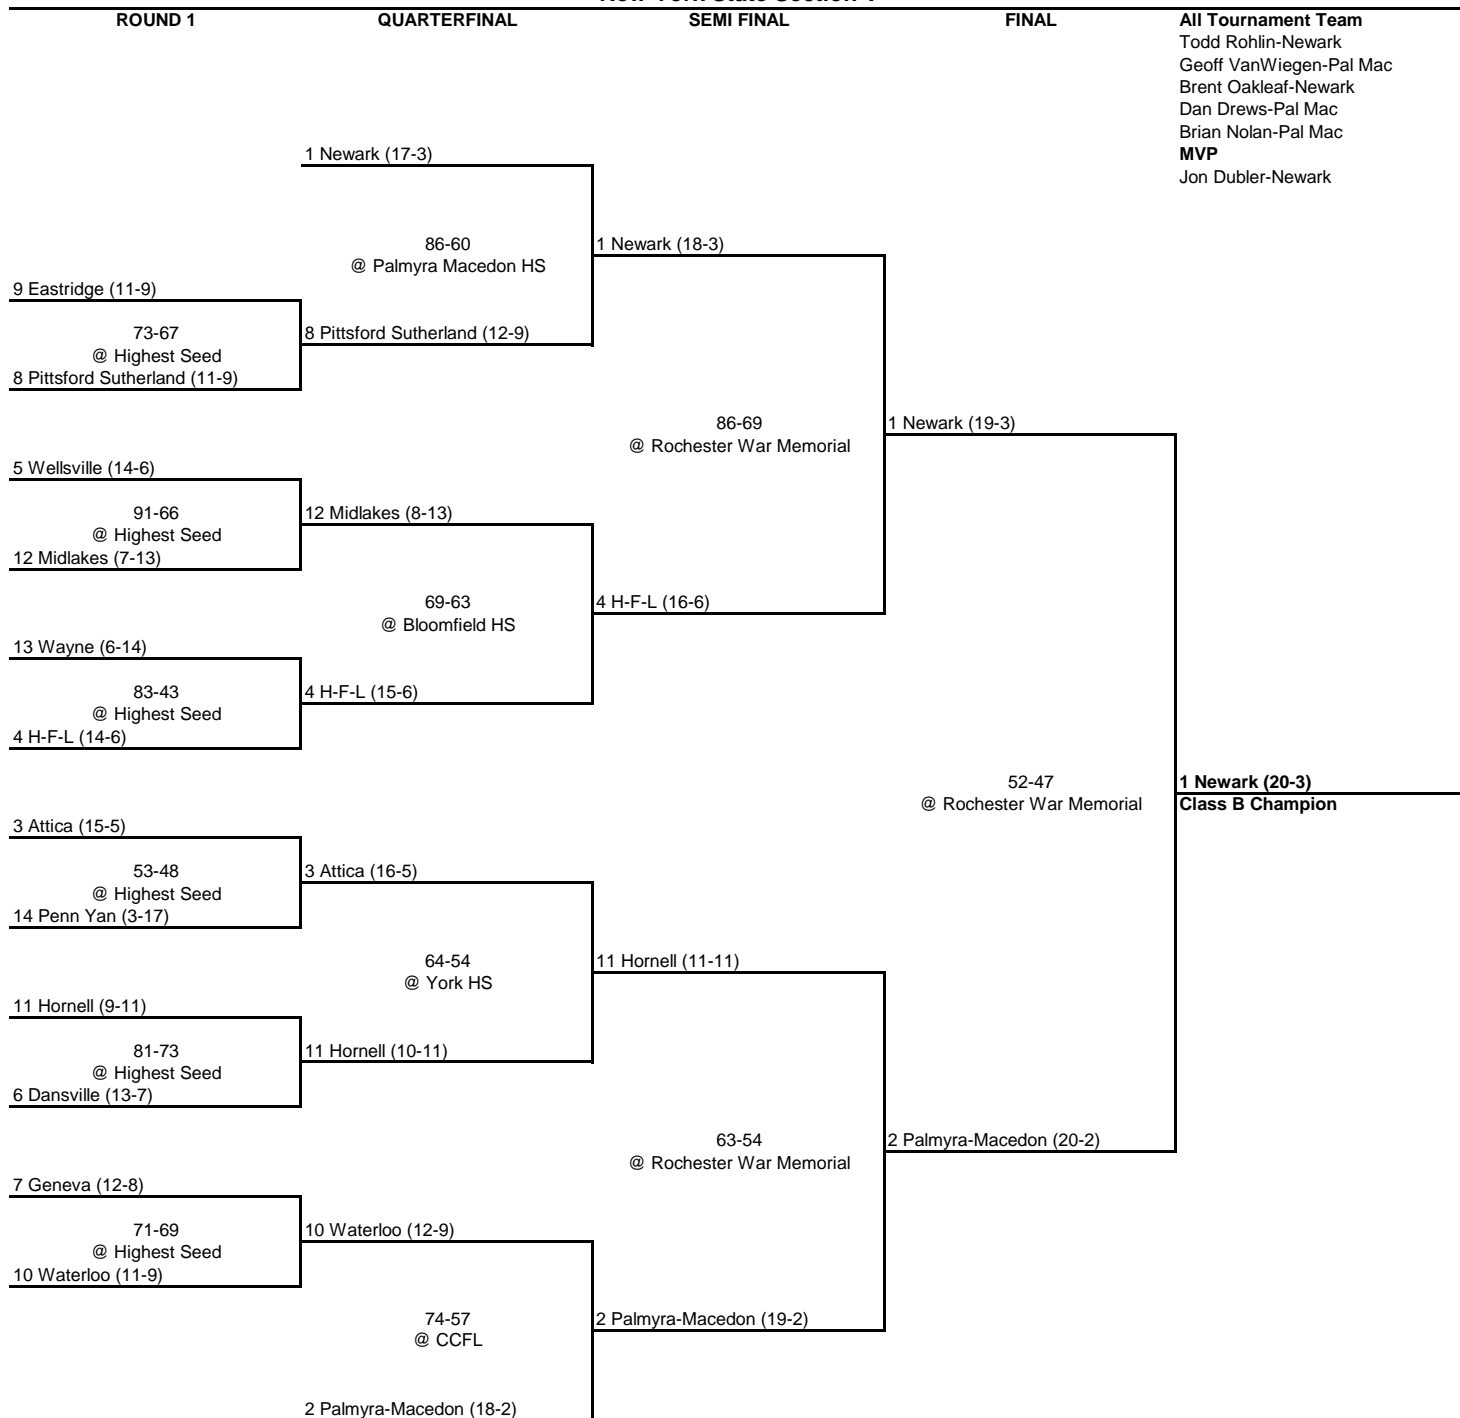 ROUND 1 QUARTERFINAL SEMI FINAL FINAL All Tournament Team
Todd Rohlin-Newark
Geoff VanWiegen-Pal Mac
Brent Oakleaf-Newark
Dan Drews-Pal Mac
Brian Nolan-Pal Mac
1 Newark (17-3)
MVP
Jon Dubler-Newark
86-60
1 Newark (18-3)
@ Palmyra Macedon HS
9 Eastridge (11-9)
73-67
8 Pittsford Sutherland (12-9)
@ Highest Seed
8 Pittsford Sutherland (11-9)
86-69
1 Newark (19-3)
@ Rochester War Memorial
5 Wellsville (14-6)
91-66
12 Midlakes (8-13)
@ Highest Seed
12 Midlakes (7-13)
69-63
4 H-F-L (16-6)
@ Bloomfield HS
13 Wayne (6-14)
83-43
4 H-F-L (15-6)
@ Highest Seed
4 H-F-L (14-6)
52-47
1 Newark (20-3)
@ Rochester War Memorial
Class B Champion
3 Attica (15-5)
53-48
3 Attica (16-5)
@ Highest Seed
14 Penn Yan (3-17)
64-54
11 Hornell (11-11)
@ York HS
11 Hornell (9-11)
81-73
11 Hornell (10-11)
@ Highest Seed
6 Dansville (13-7)
63-54
2 Palmyra-Macedon (20-2)
@ Rochester War Memorial
7 Geneva (12-8)
71-69
10 Waterloo (12-9)
@ Highest Seed
10 Waterloo (11-9)
74-57
2 Palmyra-Macedon (19-2)
@ CCFL
2 Palmyra-Macedon (18-2)